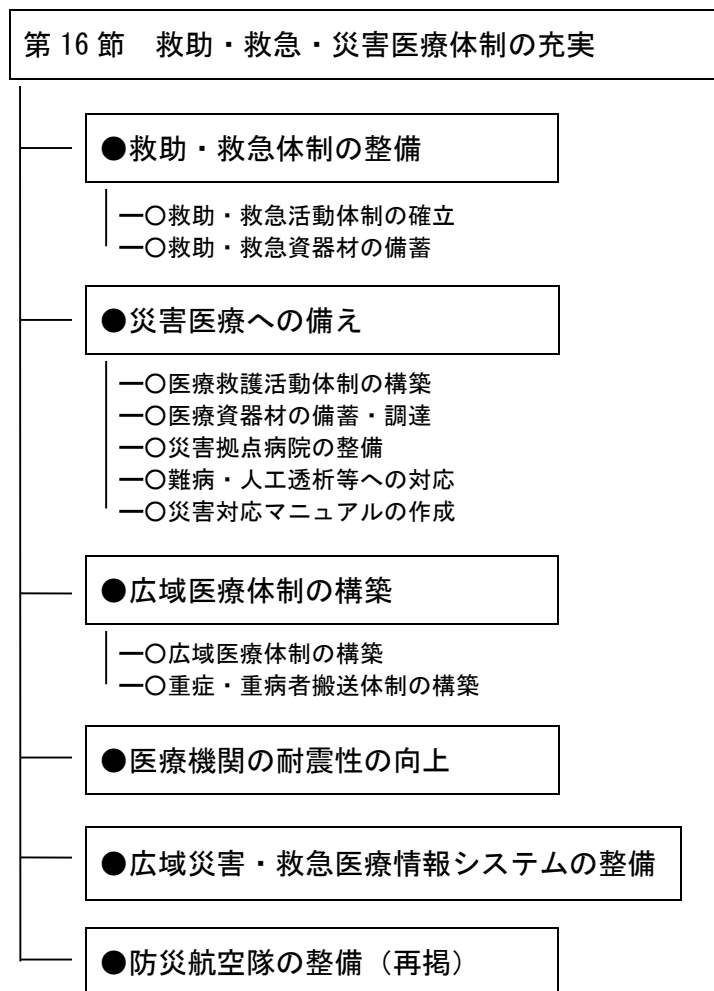 第16節　救助・救急・災害医療体制の充実
●救助・救急体制の整備
○救助・救急活動体制の確立
○救助・救急資器材の備蓄
●災害医療への備え
○医療救護活動体制の構築
○医療資器材の備蓄・調達
○災害拠点病院の整備
○難病・人工透析等への対応
○災害対応マニュアルの作成
●広域医療体制の構築
○広域医療体制の構築
○重症・重病者搬送体制の構築
●医療機関の耐震性の向上
●広域災害・救急医療情報システムの整備
●防災航空隊の整備（再掲）